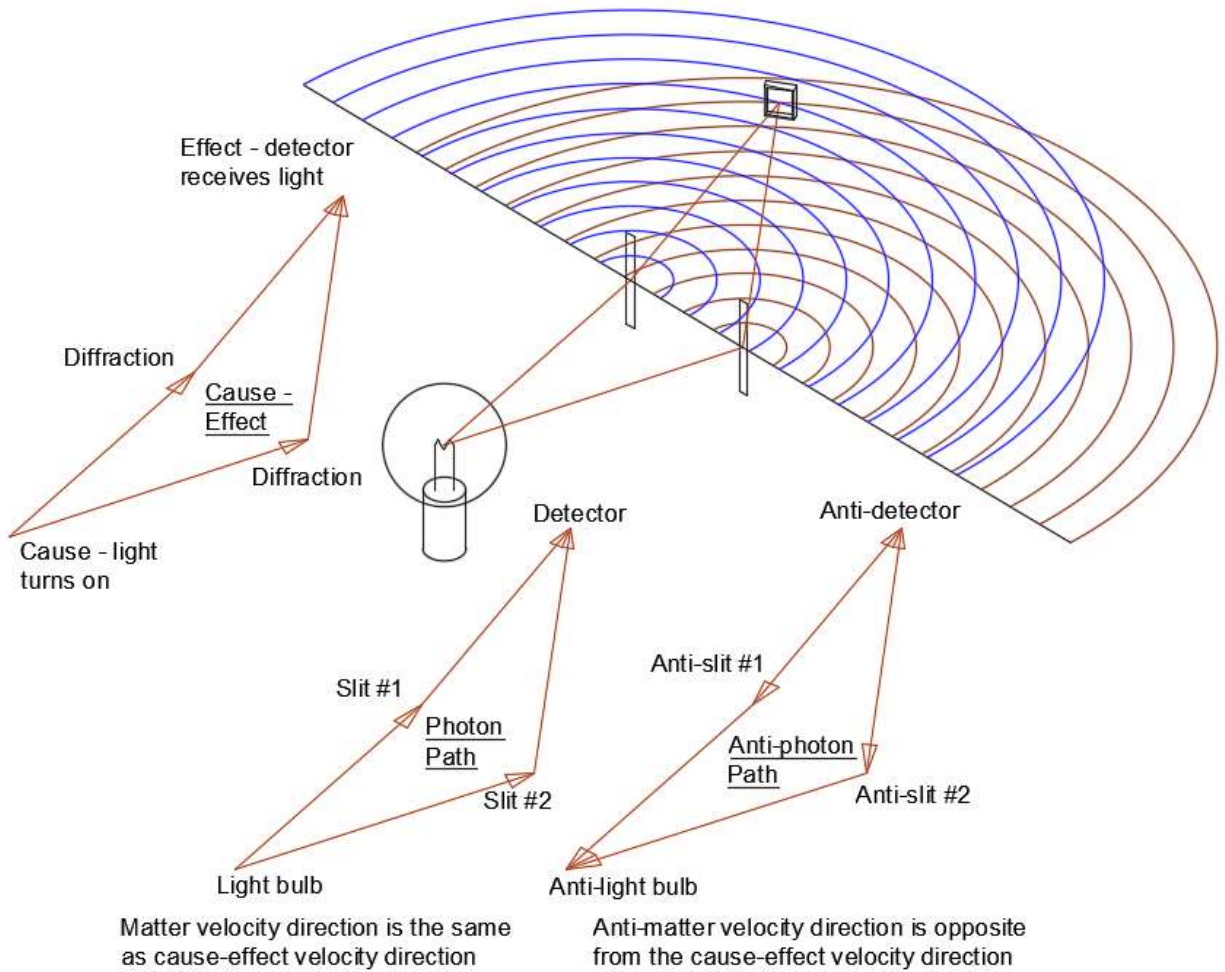 Effect - detector
receives light
Diffraction
Cause -
Effect
Diffraction
Cause - light
turns on
Detector
Slit #1
Photon
Path
Slit #2
Light bulb
Matter velocity direction is the same
as cause-effect velocity direction
Anti-detector
Anti-slit #1
Anti-photon
Path
Anti-slit #2
Anti-light bulb
Anti-matter velocity direction is opposite
from the cause-effect velocity direction